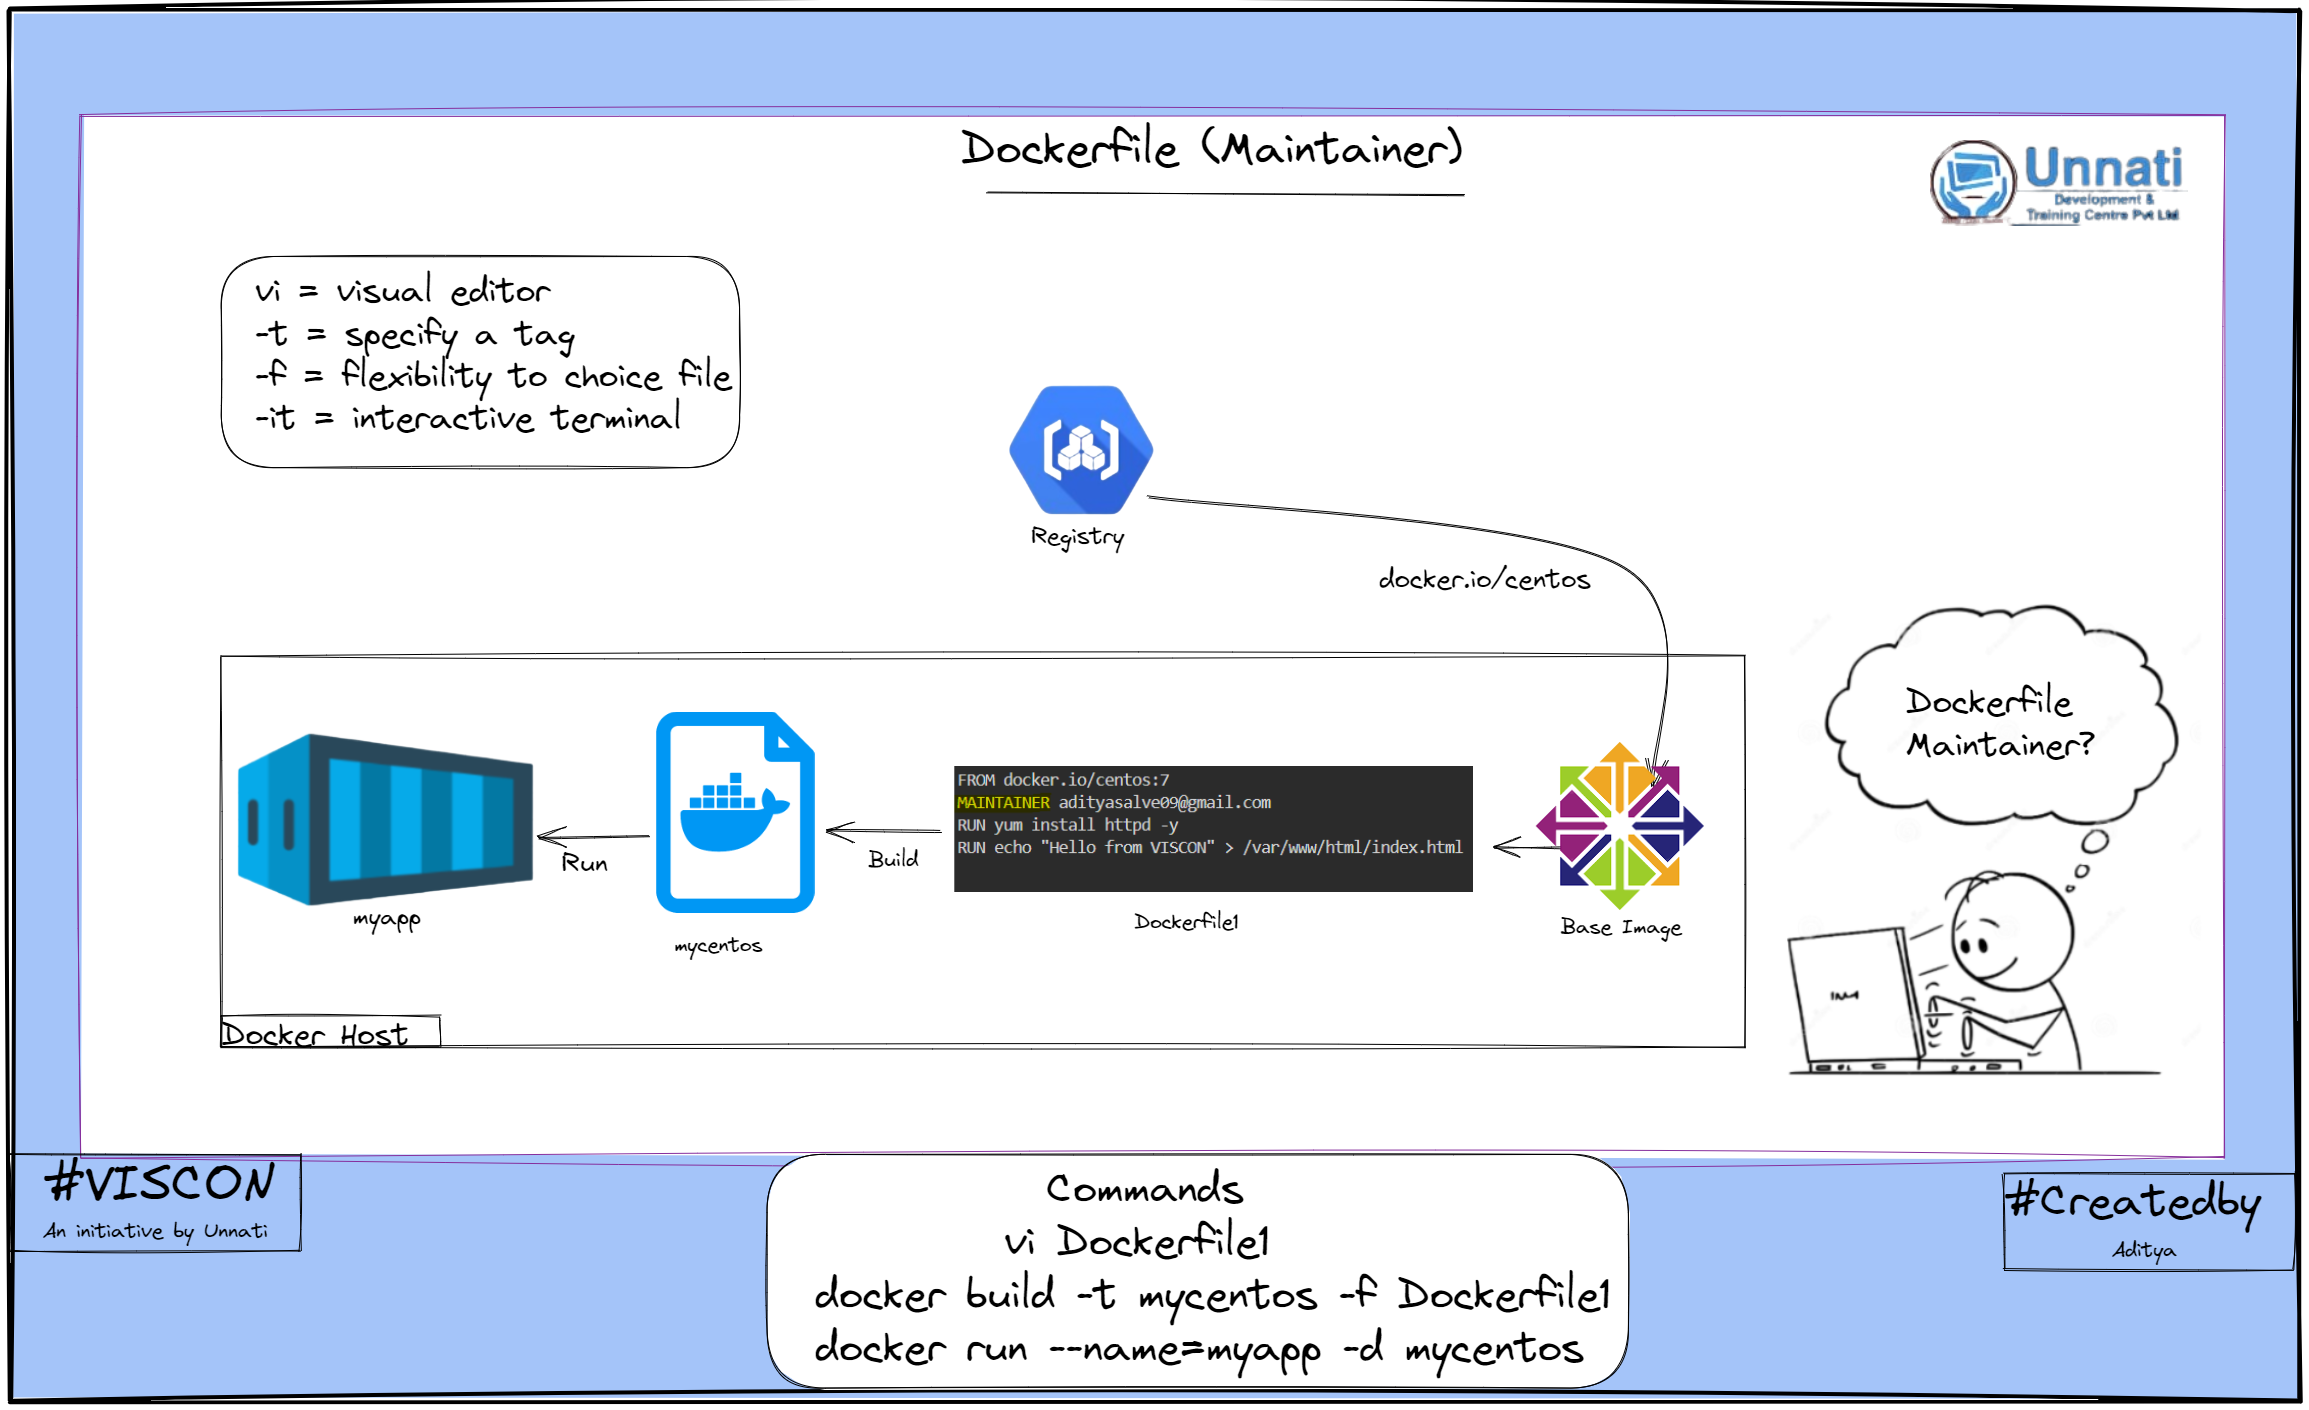 Dockerfile (Maintainer)
Unnati
Development &
Training Centre Pvt Ltd
vi = visual editor
-t = specify a tag
-f = flexibility to choice file
-it = interactive terminal
Registry
docker.io/centos
Dockerfile
Maintainer?
FROM docker.io/centos:7
MAINTAINER adityasalve09@gmail.com
RUN yum install httpd -y
RUN echo "Hello from VISCON" > /var/www/html/index.html
Run
Build
myapp
mycentos
Dockerfile1
Base Image
Docker Host
#VISCON
An initiative by Unnati
Commands
vi Dockerfile1
docker build -t mycentos -f Dockerfile1
docker run --name=myapp -d mycentos
#Createdby
Aditya